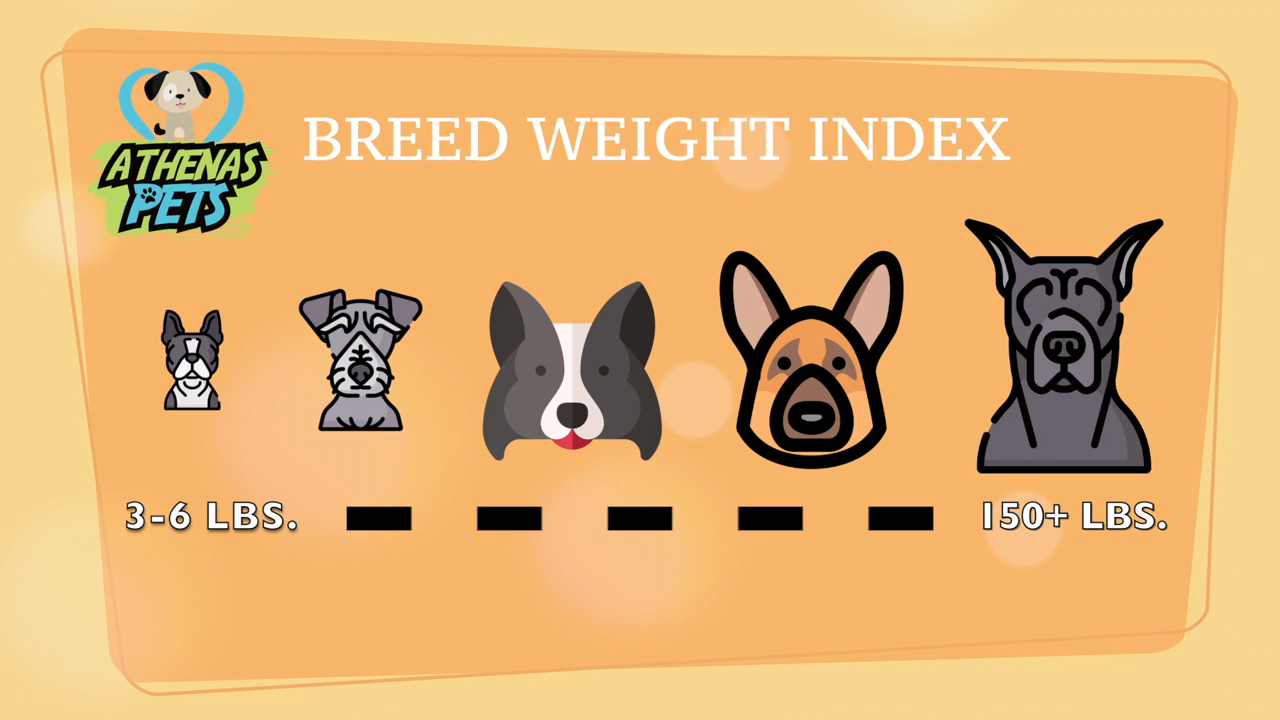 ATHENAS
PETS
BREED WEIGHT INDEX
3-6 LBS.
150+ LBS.